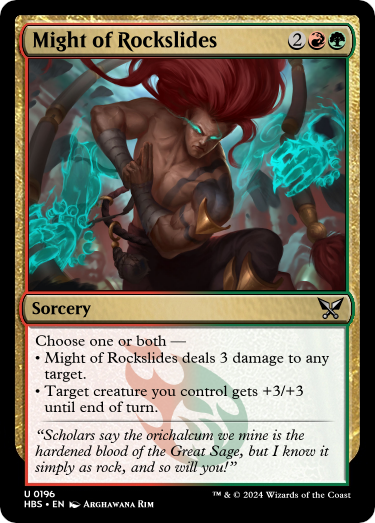 Might of Rockslides 2
Sorcery
Choose one or both —
• Might of Rockslides deals 3 damage to any
target.
• Target creature you control gets +3/+3
until end of turn.
“Scholars say the orichalcum we mine is the
hardened blood of the Great Sage, but I know it
simply as rock, and so will you!”
U 0196
HBS • EN Arghawana Rim
™ & © 2024 Wizards of the Coast